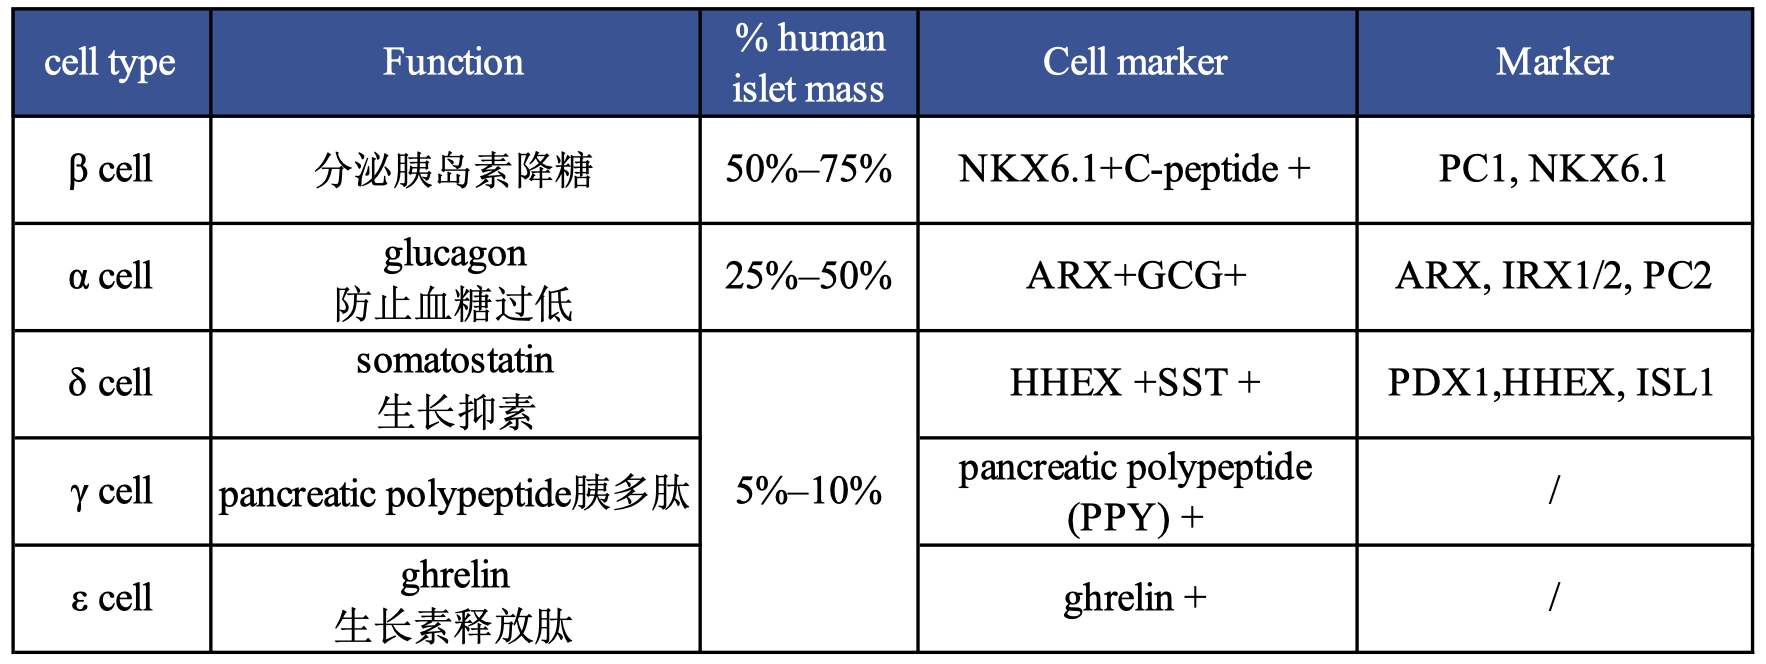 cell type
Function
% human
islet mass
Cell marker
Marker
β cell
分泌胰岛素降糖
50%–75%
NKX6.1+C-peptide +
PC1, NKX6.1
α cell
glucagon
防止血糖过低
25%–50%
ARX+GCG+
ARX, IRX1/2, PC2
δ cell
somatostatin
生长抑素
5%–10%
HHEX +SST +
PDX1,HHEX, ISL1
γ cell
pancreatic polypeptide胰多肽
pancreatic polypeptide
(PPY) +
/
ε cell
ghrelin
生长素释放肽
ghrelin +
/